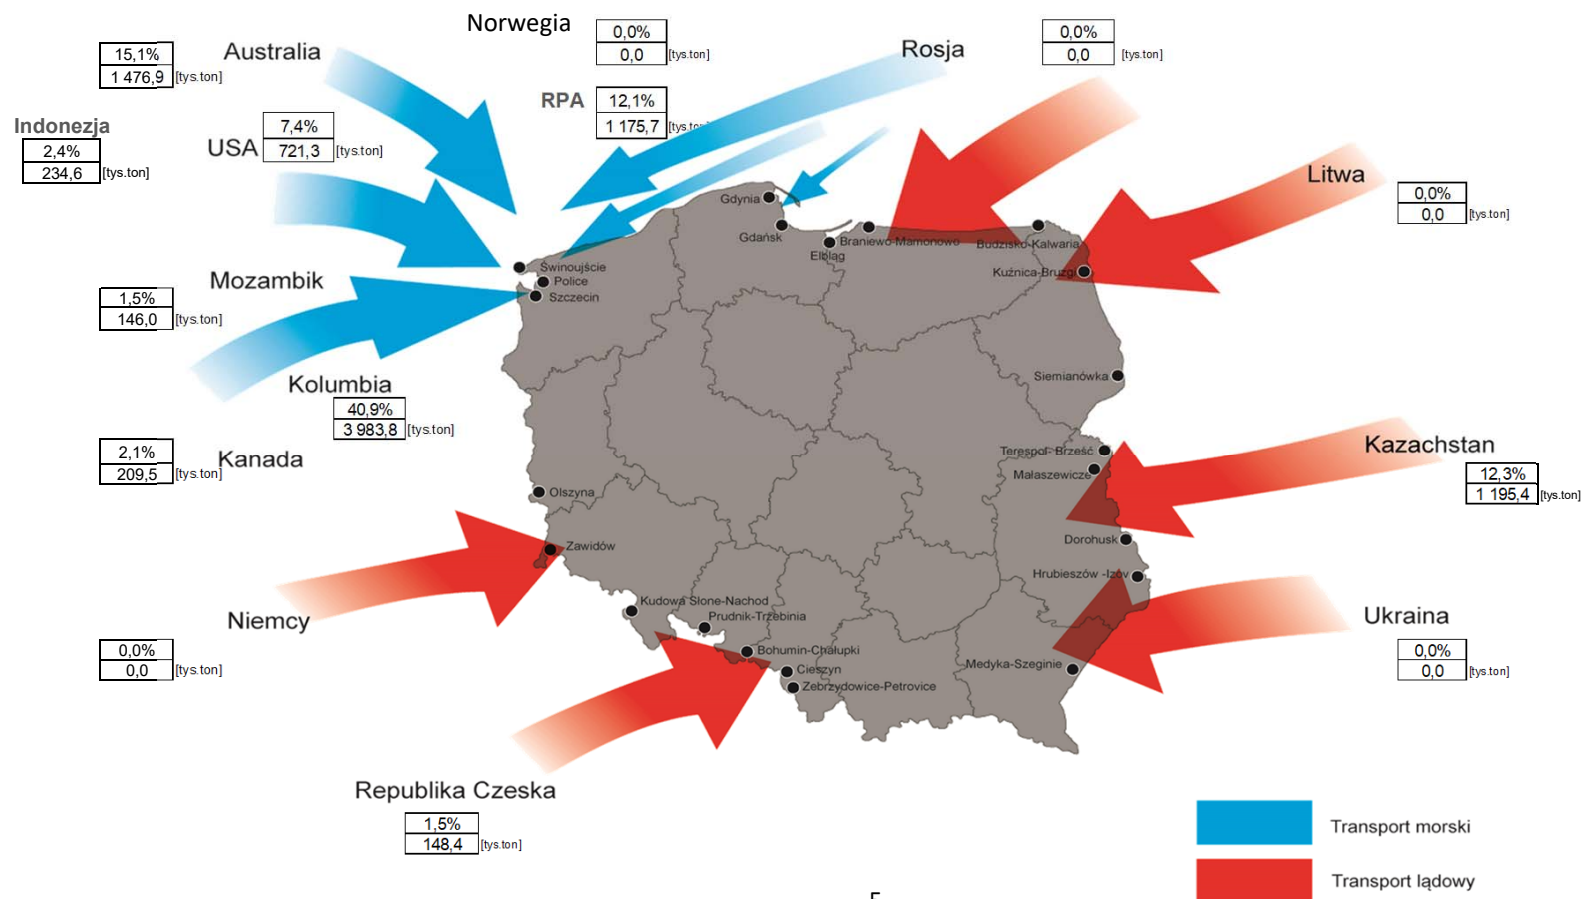 Norwegia
0,0%
0,0 [tys.ton]
Rosja
0,0%
0,0 [tys.ton]
Australia
15,1%
1 476,9 [tys.ton]
RPA
12,1%
1 175,7
Indonezja
2,4%
234,6 [tys.ton]
USA
7,4%
721,3 [tys.ton]
Litwa
0,0%
0,0 [tys.ton]
Mozambik
1,5%
146,0 [tys.ton]
Kolumbia
40,9%
3 983,8 [tys.ton]
Kanada
2,1%
209,5 [tys.ton]
Kazachstan
12,3%
1 195,4 [tys.ton]
Niemcy
0,0%
0,0 [tys.ton]
Ukraina
0,0%
0,0 [tys.ton]
Republika Czeska
1,5%
148,4 [tys.ton]
Gdynia
Gdańsk
Elbląg
Braniewo-Mamonowo
Budzisko-Kalwaria
Kuźnica-Bruzgi
Świnoujście
Police
Szczecin
Siemianówka
Terespol- Brześć
Małaszewicze
Olszyna
Zawidów
Dorohusk
Hrubieszów -Izov
Kudowa Słone-Nachod
Prudnik-Trzebinia
Bohumin-Chałupki
Cieszyn
Zebrzydowice-Petrovice
Medyka-Szeginie
Transport morski
Transport lądowy